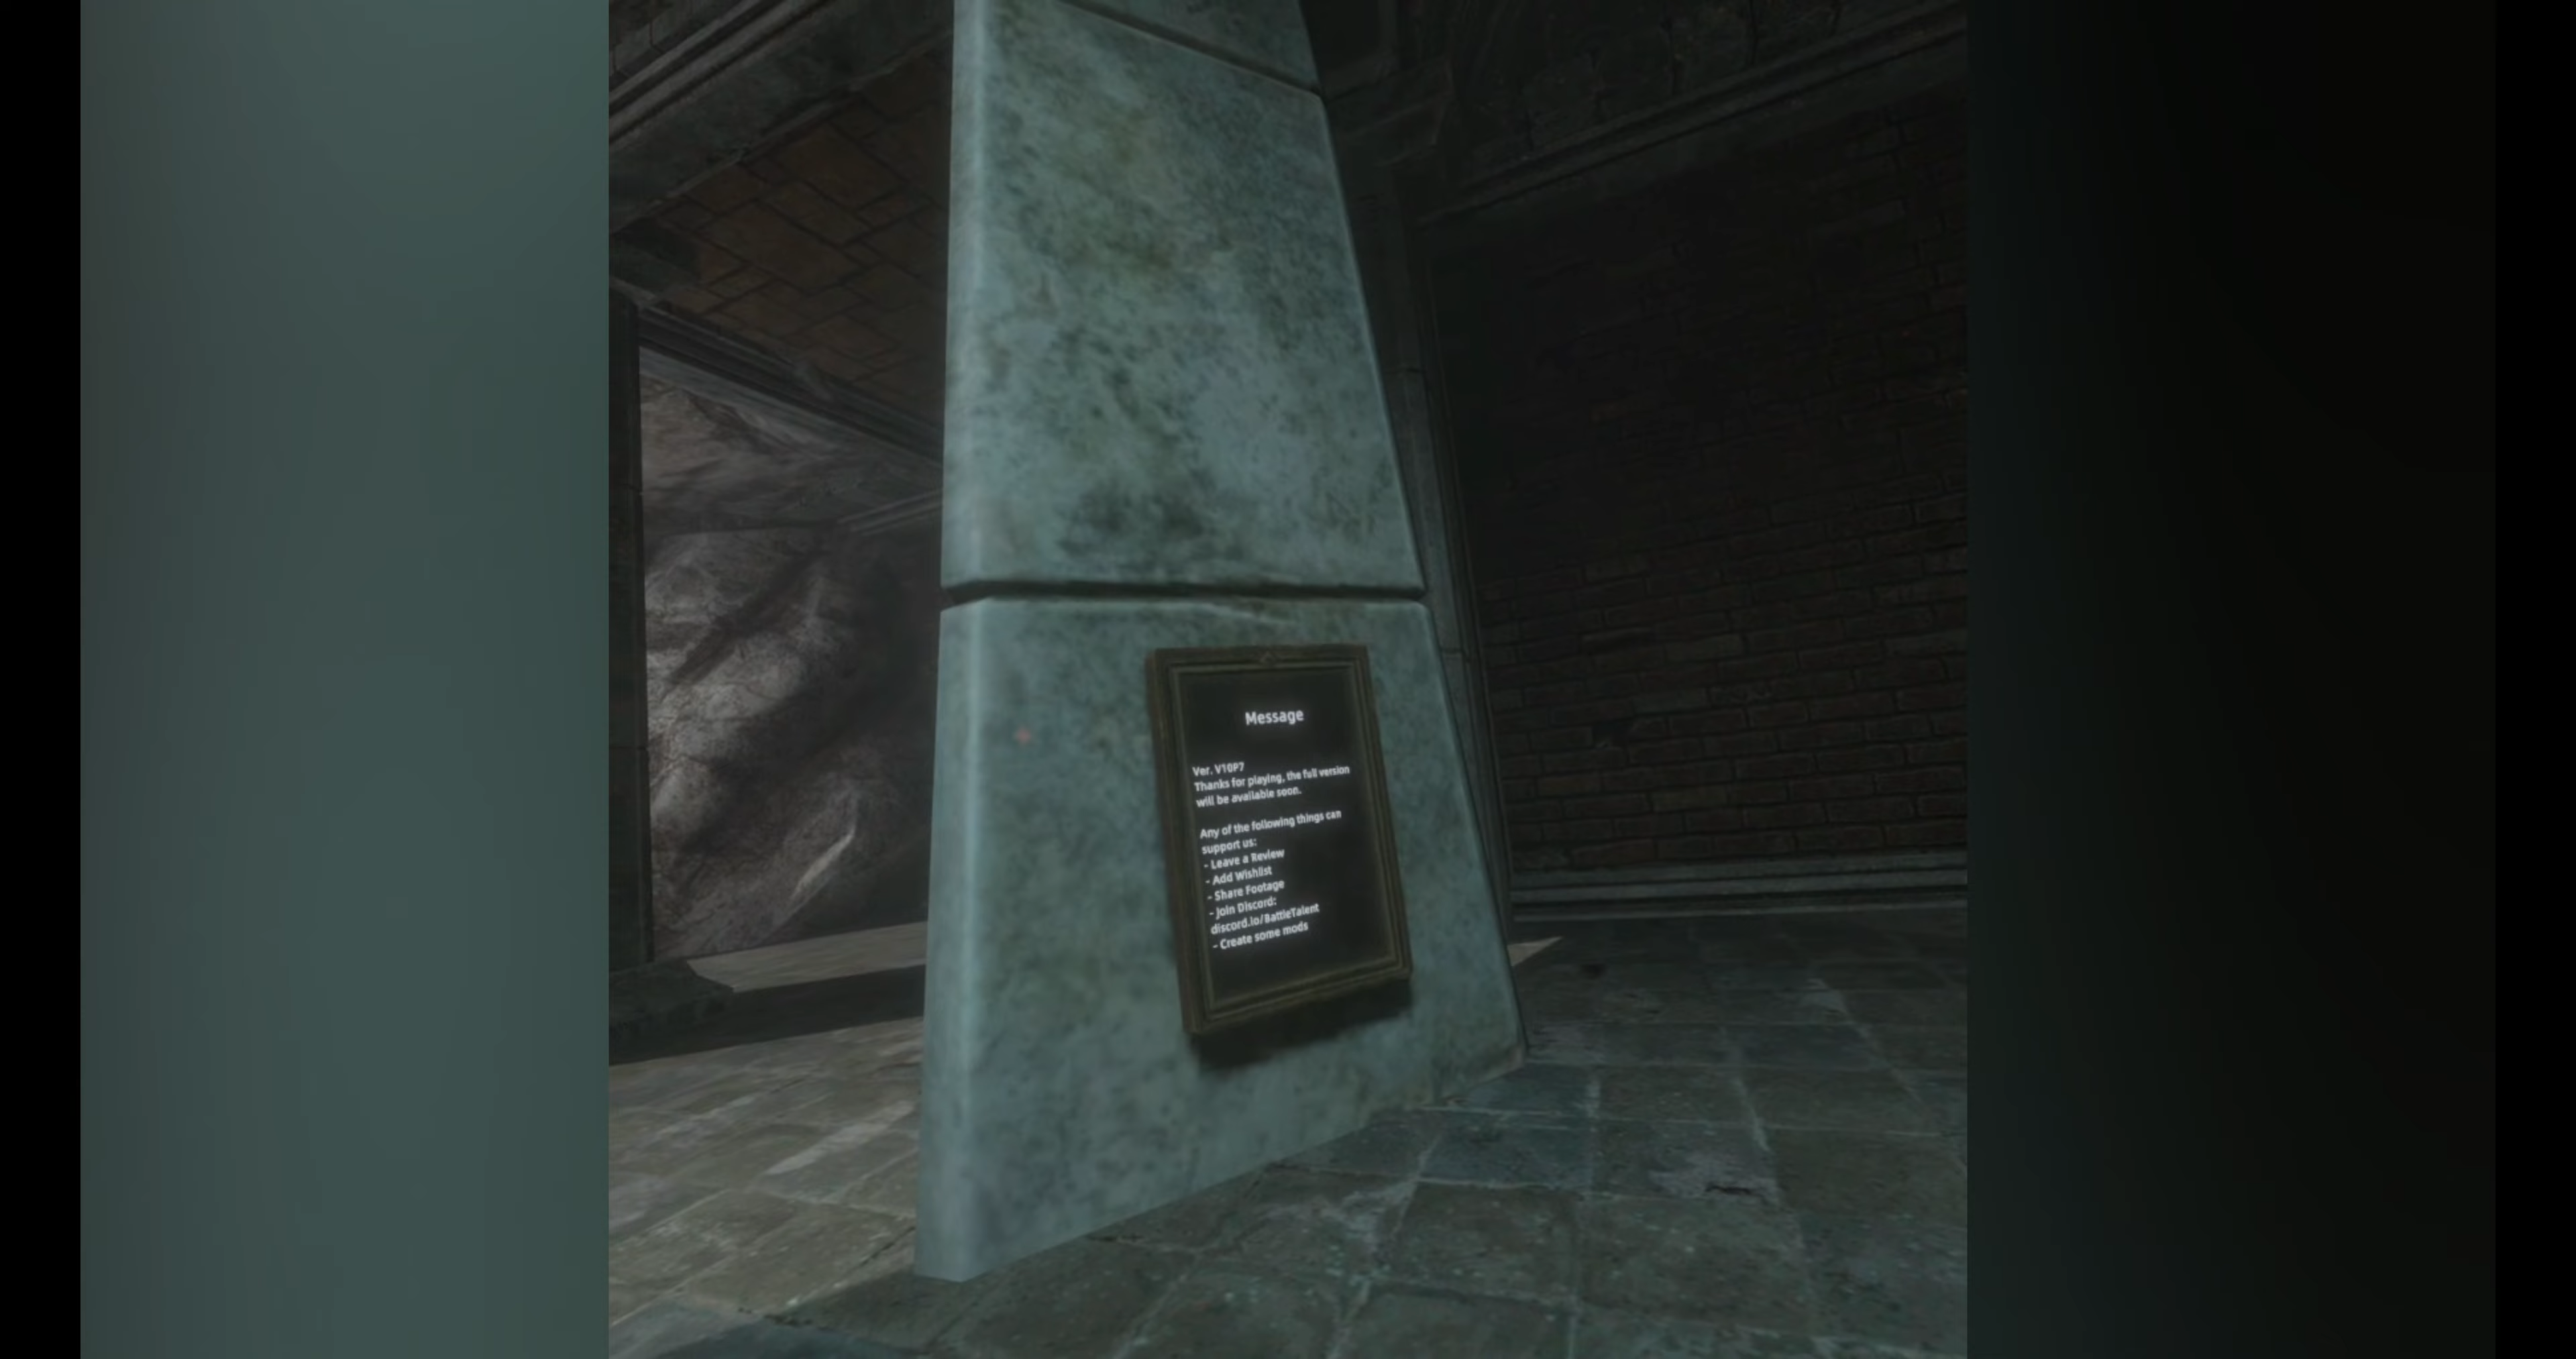 Message
Ver. V10P7
Thanks for playing, the full version
will be available soon.
Any of the following things can
support us:
- Leave a Review
- Add Wishlist
- Share Footage
- Join Discord:
discord.io/BattleTalent
- Create some mods